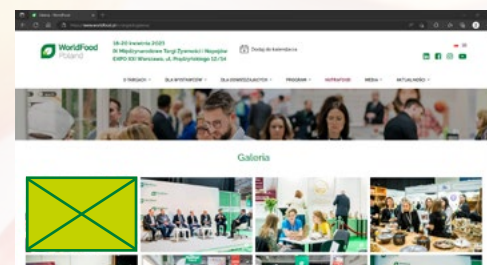 WorldFood
Poland
18-20 kwietnia 2023
IX Międzynarodowe Targi Żywności i Napojów
EXPO XXI Warszawa, ul. Prądzyńskiego 12/14
Dodaj do kalendarza
O TARGACH
DLA WYSTAWCÓW
DLA ODWIEDZAJĄCYCH
PROGRAM
MEDIA
AKTUALNOŚCI
Galeria